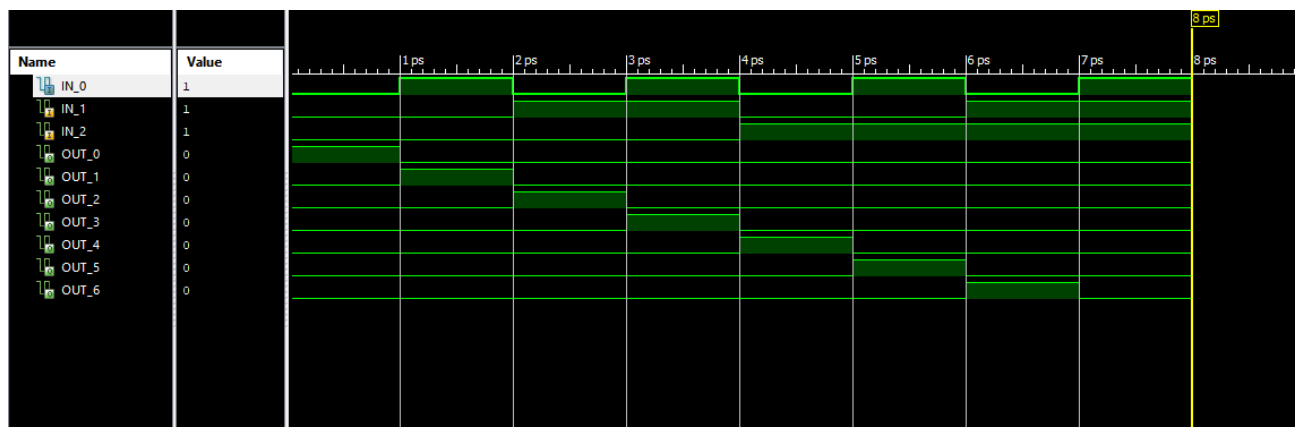 8 ps
Name Value
1 ps 2 ps 3 ps 4 ps 5 ps 6 ps 7 ps 8 ps
IN_0 1
IN_1 1
IN_2 1
OUT_0 0
OUT_1 0
OUT_2 0
OUT_3 0
OUT_4 0
OUT_5 0
OUT_6 0